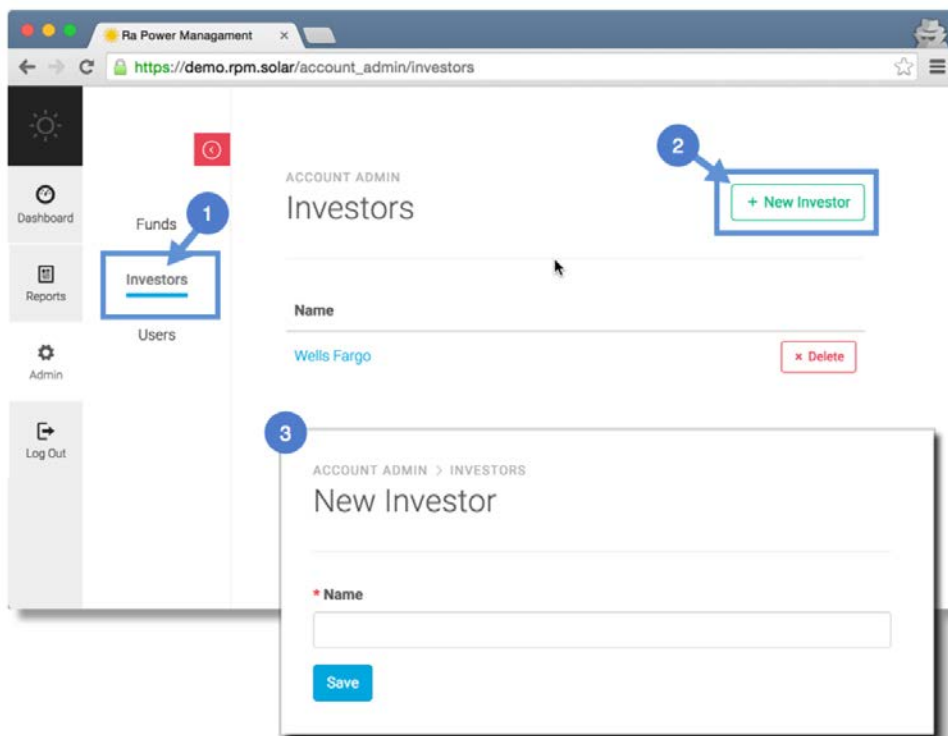 Ra Power Managament
https://demo.rpm.solar/account_admin/investors
2
ACCOUNT ADMIN
Investors
+ New Investor
Dashboard
Funds
1
Investors
Reports
Name
Users
Wells Fargo
× Delete
Admin
3
Log Out
ACCOUNT ADMIN > INVESTORS
New Investor
* Name
Save